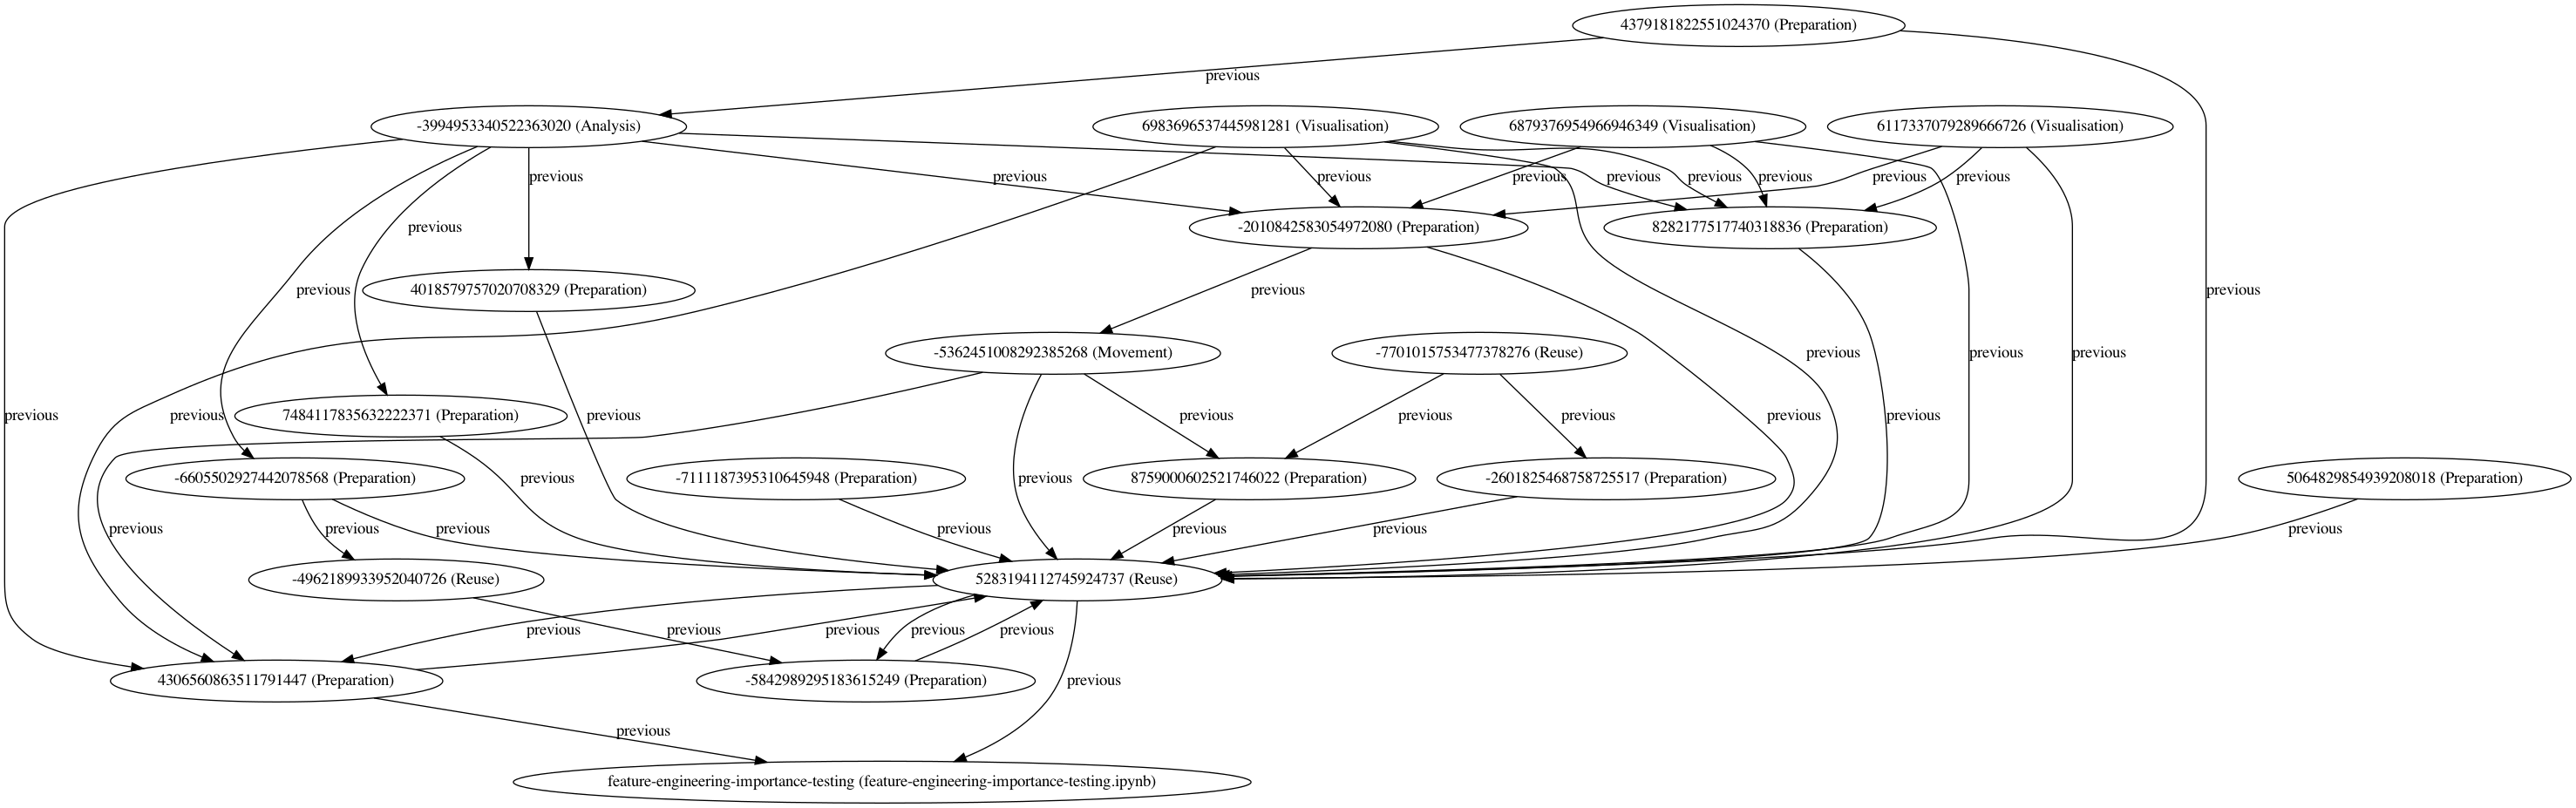 4379181822551024370 (Preparation)
previous
-3994953340522363020 (Analysis)
6983696537445981281 (Visualisation)
6879376954966946349 (Visualisation)
6117337079289666726 (Visualisation)
previous
previous
previous
previous
previous
previous
previous
previous
previous
-2010842583054972080 (Preparation)
8282177517740318836 (Preparation)
previous
previous
4018579757020708329 (Preparation)
previous
previous
-5362451008292385268 (Movement)
-7701015753477378276 (Reuse)
previous
previous
previous
previous
previous
7484117835632222371 (Preparation)
previous
previous
previous
previous
previous
previous
-6605502927442078568 (Preparation)
-7111187395310645948 (Preparation)
8759000602521746022 (Preparation)
-2601825468758725517 (Preparation)
5064829854939208018 (Preparation)
previous
previous
previous
previous
previous
previous
previous
previous
previous
-4962189933952040726 (Reuse)
5283194112745924737 (Reuse)
previous
previous
previous
previous
previous
4306560863511791447 (Preparation)
-5842989295183615249 (Preparation)
previous
previous
feature-engineering-importance-testing (feature-engineering-importance-testing.ipynb)